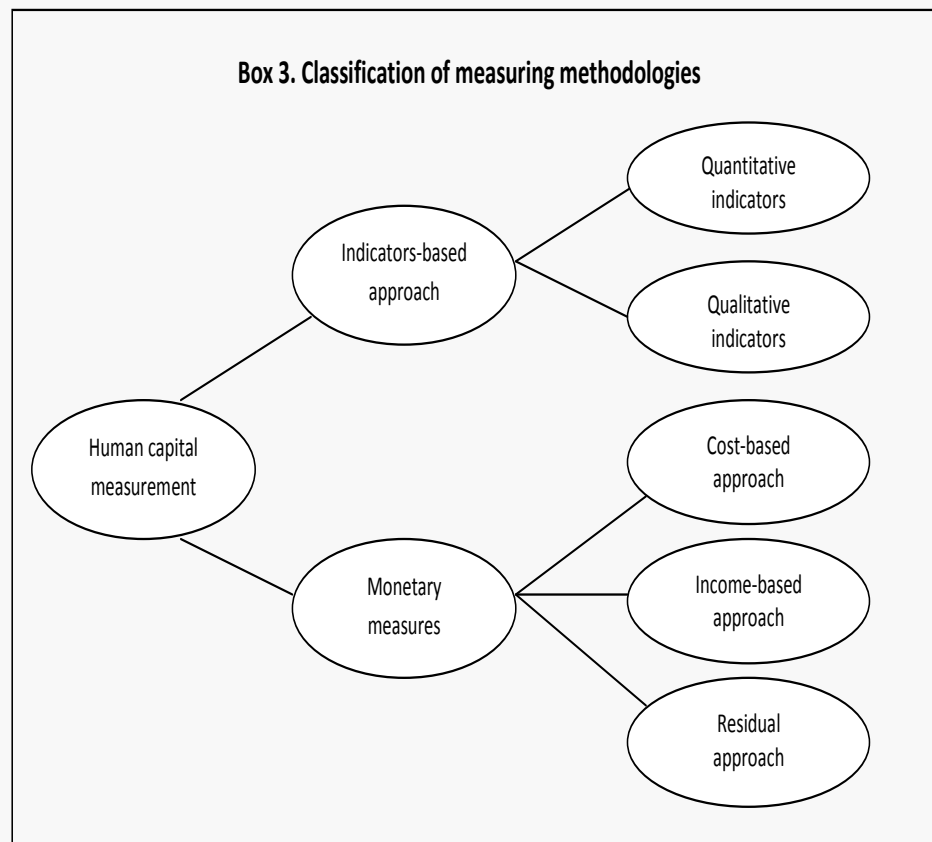 Box 3. Classification of measuring methodologies
Quantitative
indicators
Indicators-based
approach
Qualitative
indicators
Human capital
measurement
Cost-based
approach
Monetary
measures
Income-based
approach
Residual
approach